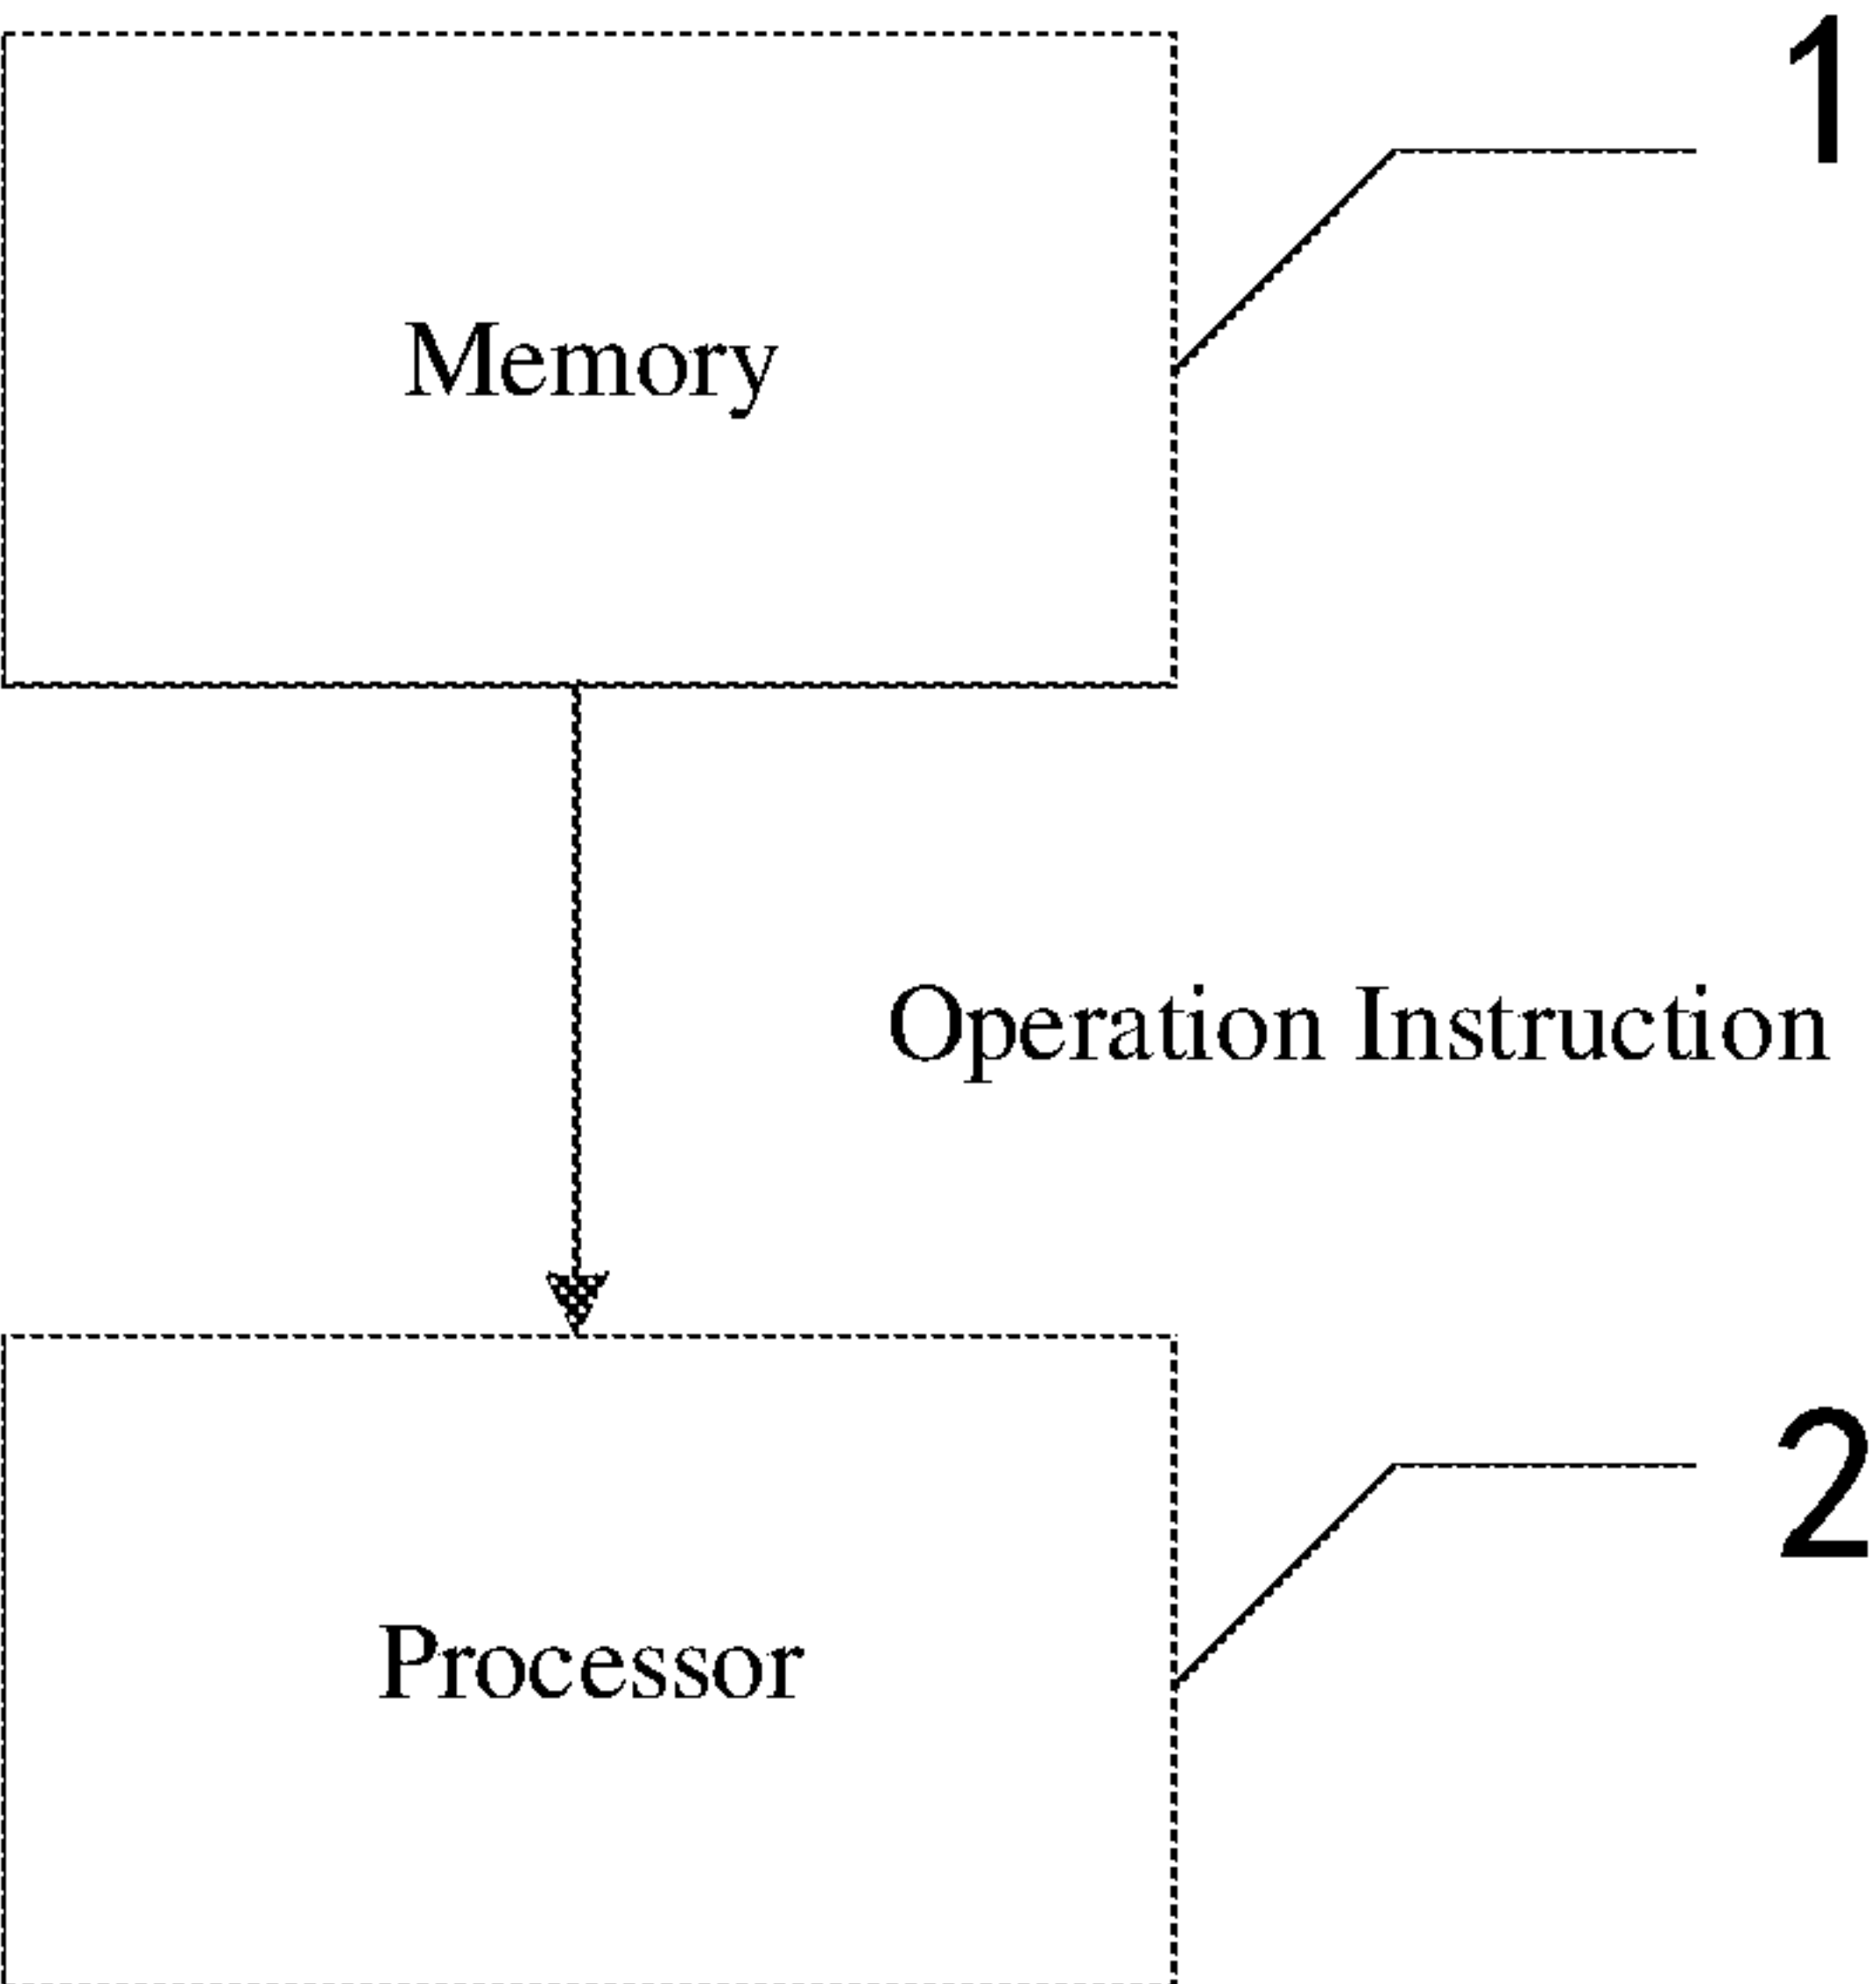 1
Memory
Operation Instruction
2
Processor